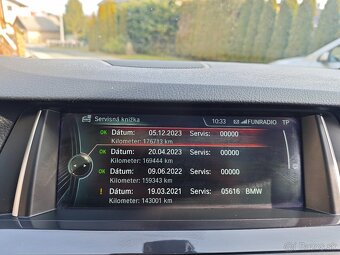 Servisná knižka
10:33 FUNRADIO TP
OK Dátum: 05.12.2023 Servis: 00000
Kilometer: 176713 km
OK Dátum: 20.04.2023 Servis: 00000
Kilometer: 169444 km
OK Dátum: 09.06.2022 Servis: 00000
Kilometer: 159343 km
! Dátum: 19.03.2021 Servis: 05616 BMW
Kilometer: 143001 km